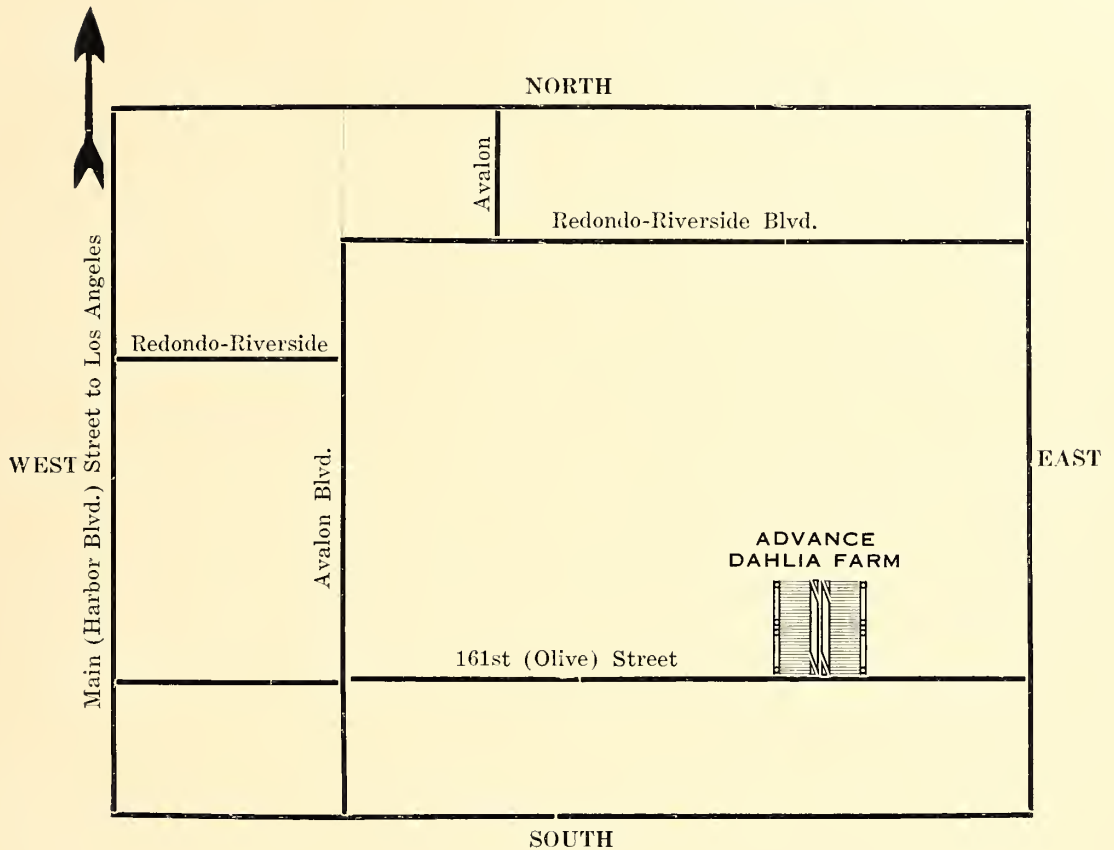 NORTH
Avalon
Redondo-Riverside Blvd.
Main (Harbor Blvd.) Street to Los Angeles
Redondo-Riverside
WEST
Avalon Blvd.
EAST
ADVANCE
DAHLIA FARM
161st (Olive) Street
SOUTH